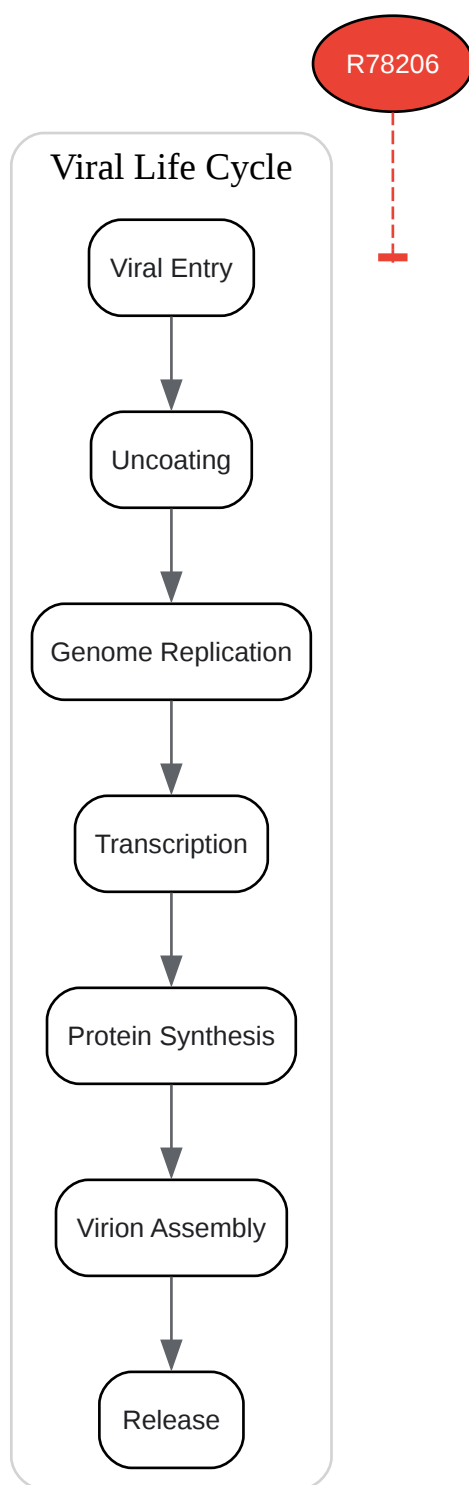 R78206
Viral Life Cycle
Viral Entry
Uncoating
Genome Replication
Transcription
Protein Synthesis
Virion Assembly
Release